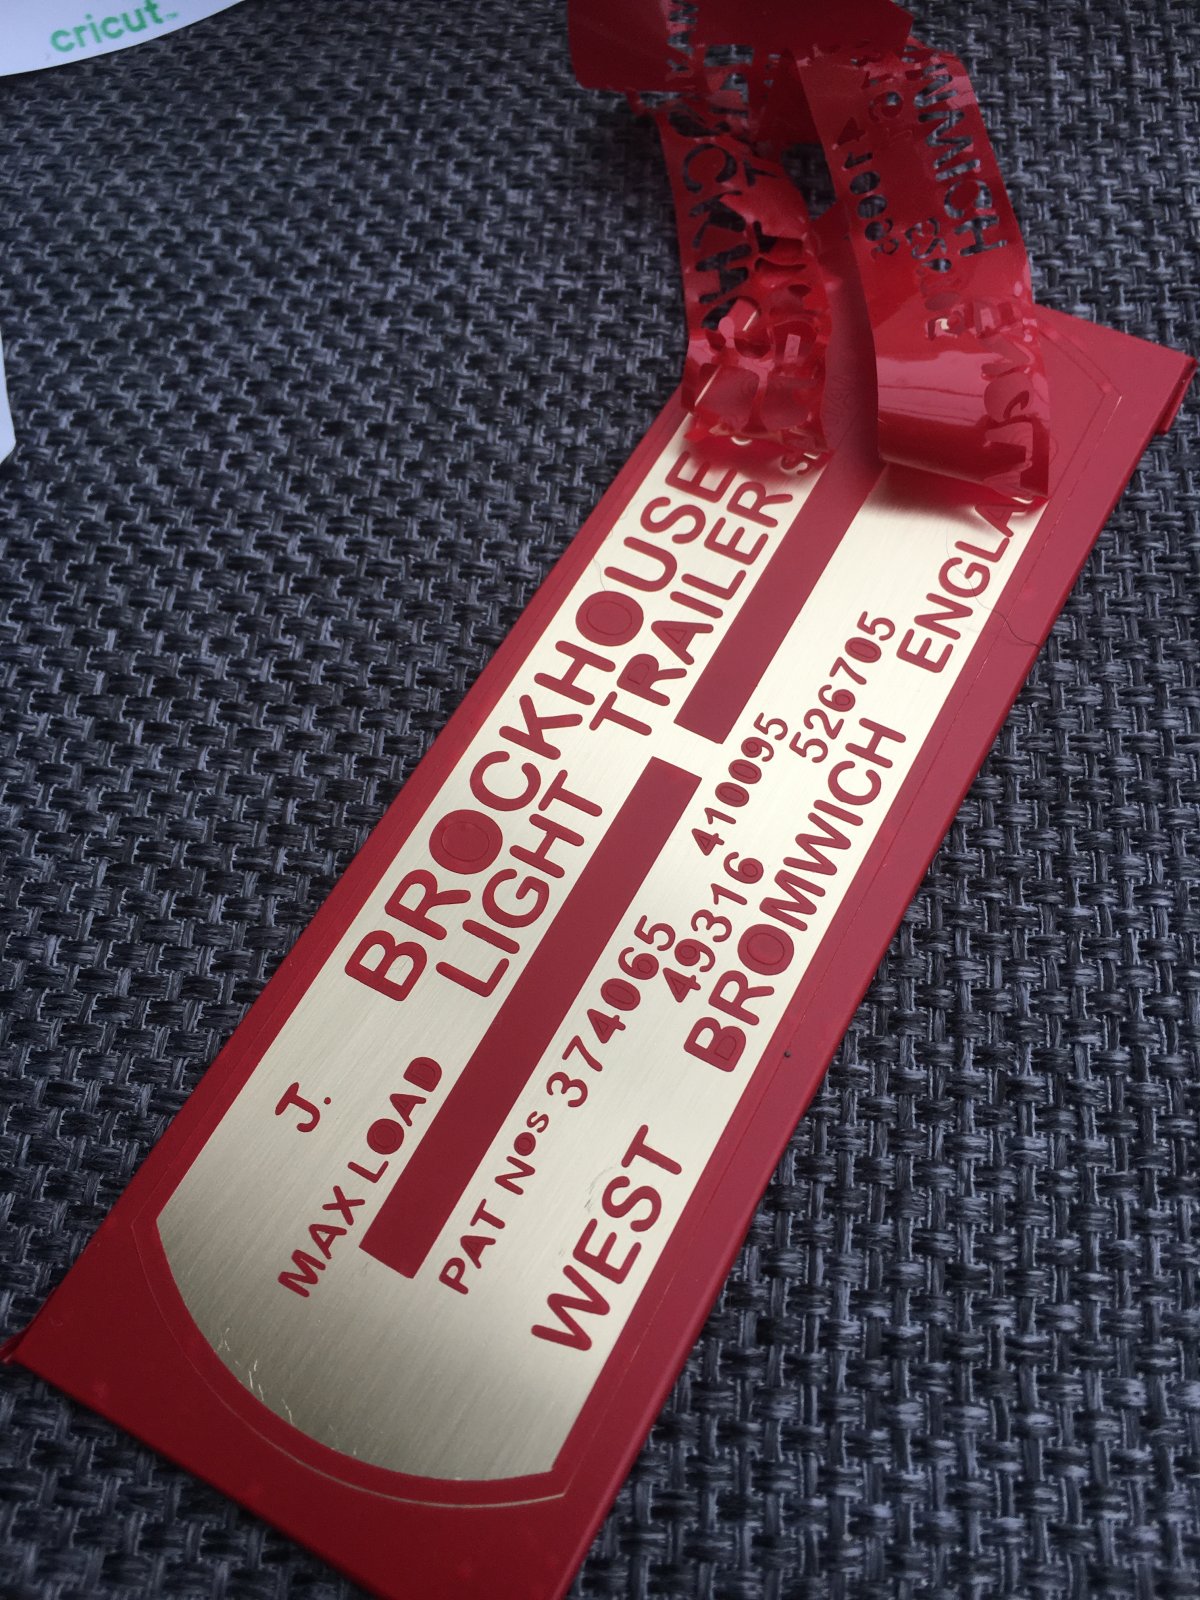 cricut
J. BROCKHOUSE
LIGHT TRAILER
MAX LOAD
PAT Nos 374065 49316 410095 526705
WEST BROMWICH ENGLA